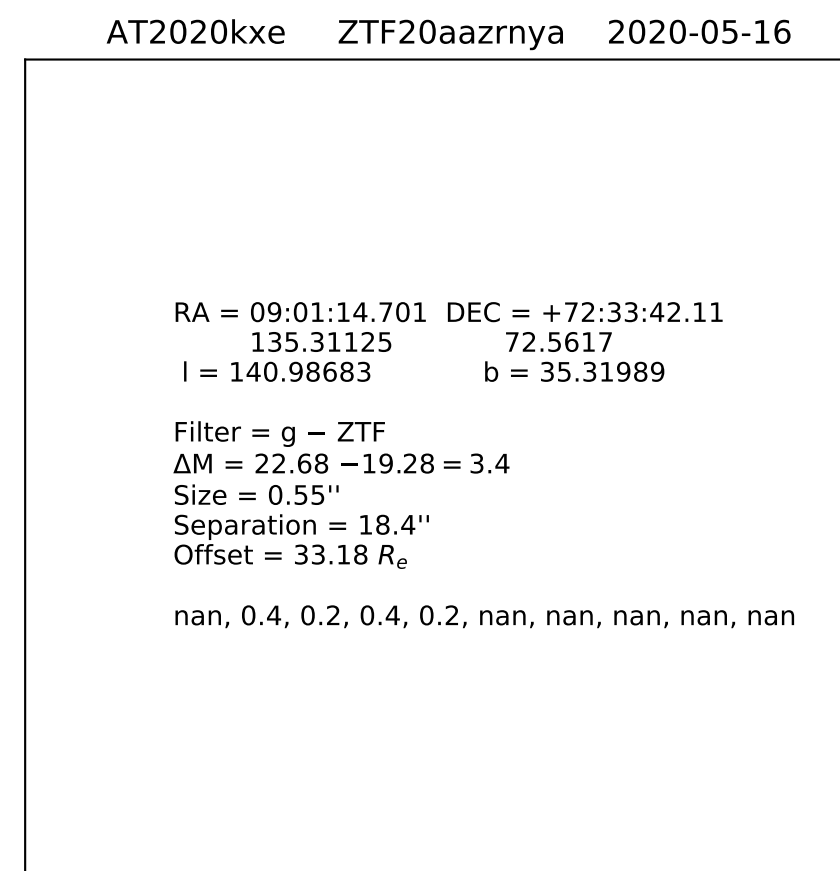 AT2020kxe ZTF20aazrnya 2020-05-16
RA = 09:01:14.701 DEC = +72:33:42.11
135.31125 72.5617
l = 140.98683 b = 35.31989
Filter = g − ZTF
ΔM = 22.68 −19.28 = 3.4
Size = 0.55''
Separation = 18.4''
Offset = 33.18 Re
nan, 0.4, 0.2, 0.4, 0.2, nan, nan, nan, nan, nan